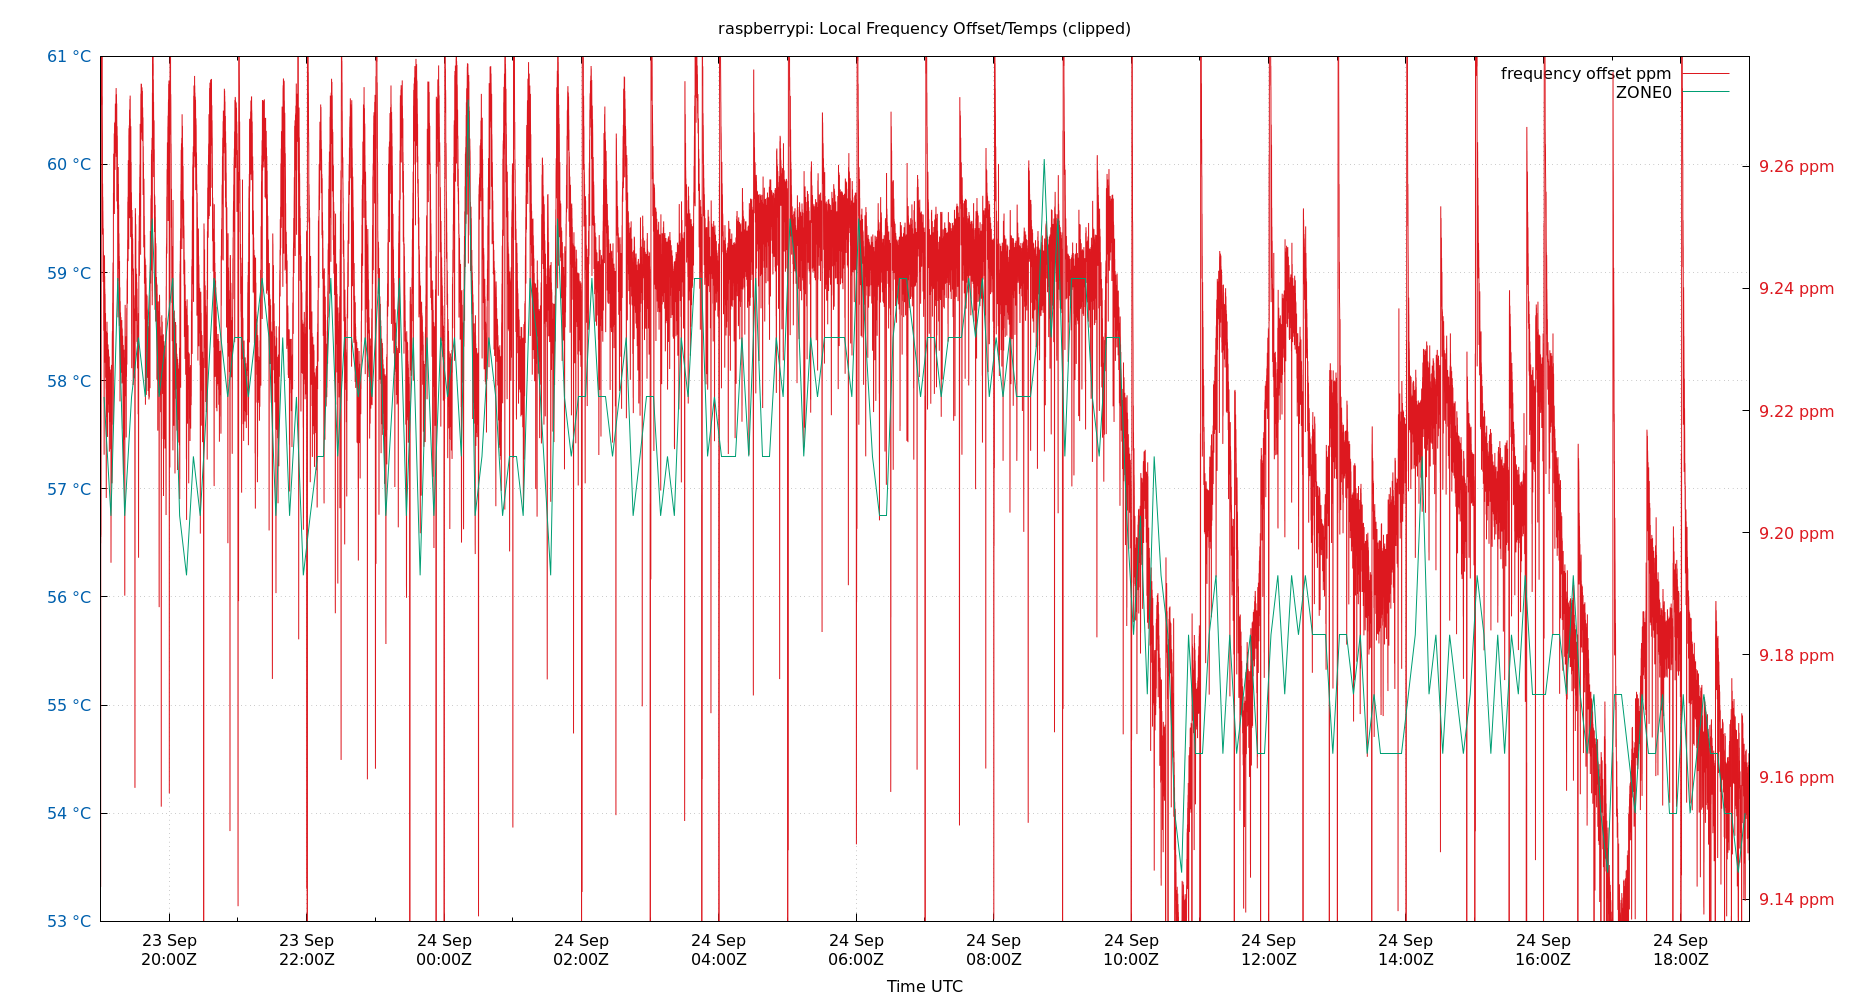 raspberrypi: Local Frequency Offset/Temps (clipped)
61 °C
60 °C
59 °C
58 °C
57 °C
56 °C
55 °C
54 °C
53 °C
frequency offset ppm
ZONE0
9.26 ppm
9.24 ppm
9.22 ppm
9.20 ppm
9.18 ppm
9.16 ppm
9.14 ppm
23 Sep
20:00Z
23 Sep
22:00Z
24 Sep
00:00Z
24 Sep
02:00Z
24 Sep
04:00Z
24 Sep
06:00Z
24 Sep
08:00Z
24 Sep
10:00Z
24 Sep
12:00Z
24 Sep
14:00Z
24 Sep
16:00Z
24 Sep
18:00Z
Time UTC